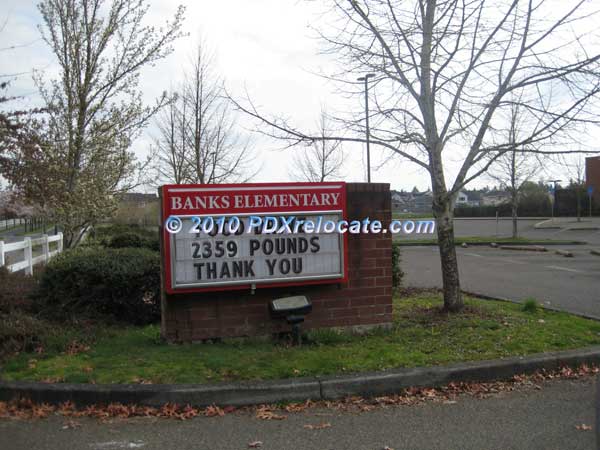 BANKS ELEMENTARY
© 2010 PDXrelocate.com
2359 POUNDS
THANK YOU